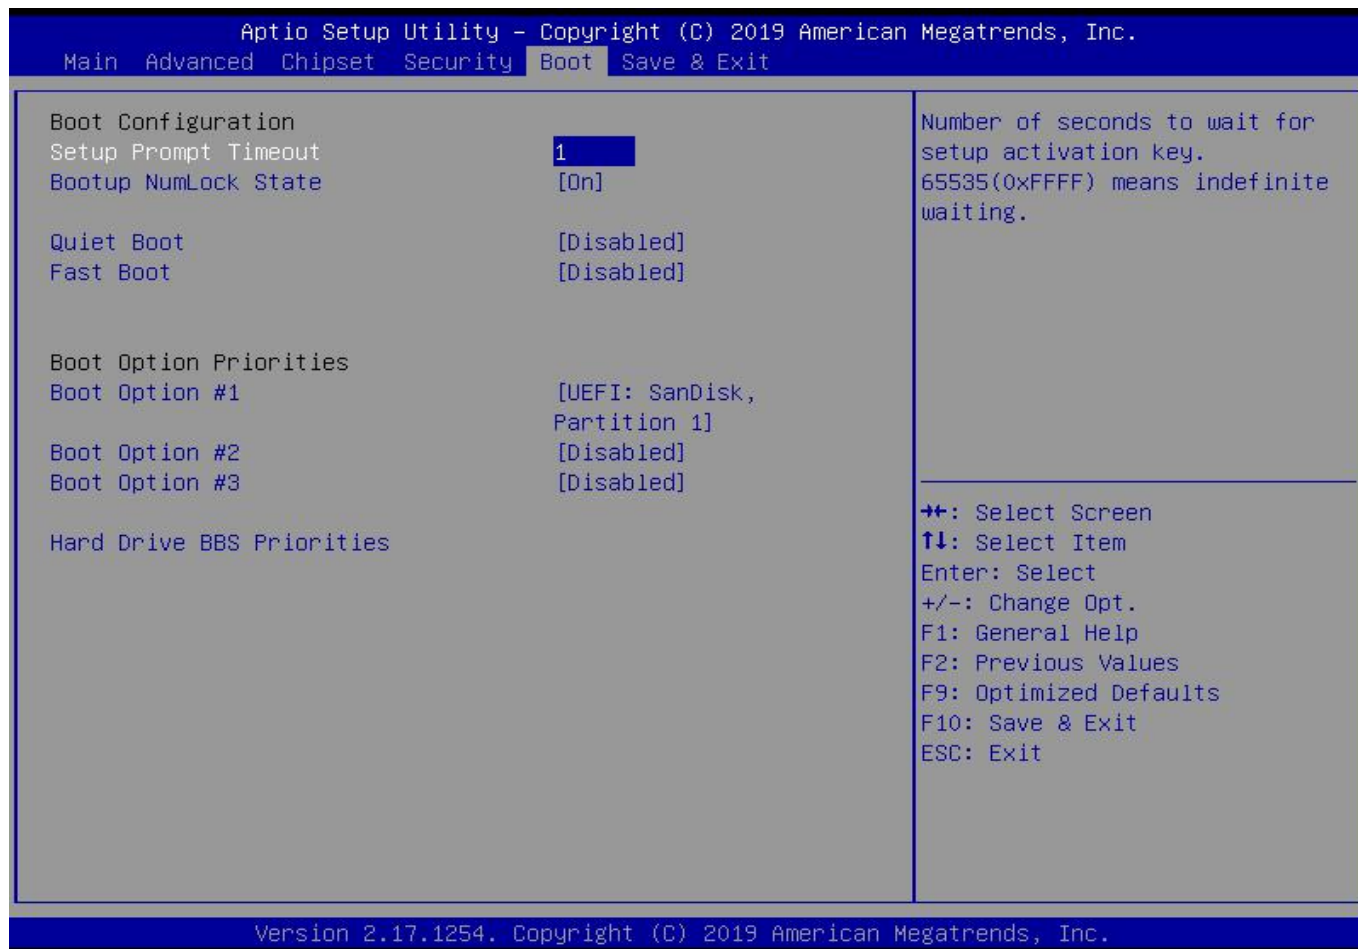 Aptio Setup Utility – Copyright (C) 2019 American Megatrends, Inc.
Main Advanced Chipset Security Boot Save & Exit
Boot Configuration
Setup Prompt Timeout 1
Bootup NumLock State [On]
Quiet Boot [Disabled]
Fast Boot [Disabled]
Boot Option Priorities
Boot Option #1 [UEFI: SanDisk,
Partition 1]
Boot Option #2 [Disabled]
Boot Option #3 [Disabled]
Hard Drive BBS Priorities
Number of seconds to wait for
setup activation key.
65535(0xFFFF) means indefinite
waiting.
→←: Select Screen
↑↓: Select Item
Enter: Select
+/-: Change Opt.
F1: General Help
F2: Previous Values
F9: Optimized Defaults
F10: Save & Exit
ESC: Exit
Version 2.17.1254. Copyright (C) 2019 American Megatrends, Inc.